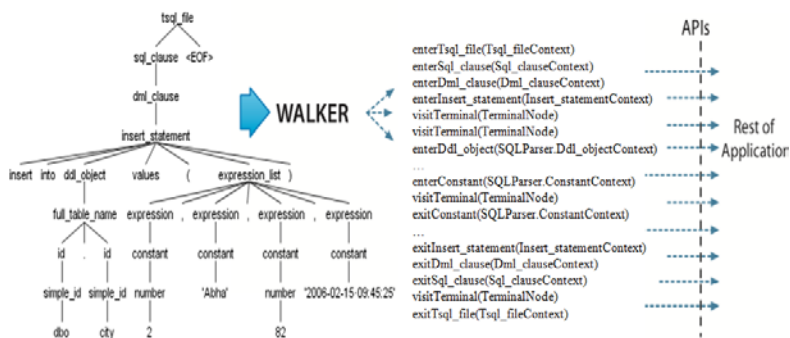 tsql_file
sql_clause <EOF>
dml_clause
insert_statement
insert into ddl_object values ( expression_list )
full_table_name expression , expression , expression , expression
id . id constant constant constant constant
simple_id simple_id number 'Abha' number "2006-02-15-09:45:25'
dbo city 2 82
WALKER
enterTsql_file(Tsql_fileContext)
enterSql_clause(Sql_clauseContext)
enterDml_clause(Dml_clauseContext)
enterInsert_statement(Insert_statementContext)
visitTerminal(TerminalNode)
visitTerminal(TerminalNode)
enterDdl_object(SQLParser.Ddl_objectContext)
...
enterConstant(SQLParser.ConstantContext)
visitTerminal(TerminalNode)
exitConstant(SQLParser.ConstantContext)
...
exitInsert_statement(Insert_statementContext)
exitDml_clause(Dml_clauseContext)
exitSql_clause(Sql_clauseContext)
visitTerminal(TerminalNode)
exitTsql_file(Tsql_fileContext)
APIs
Rest of
Application